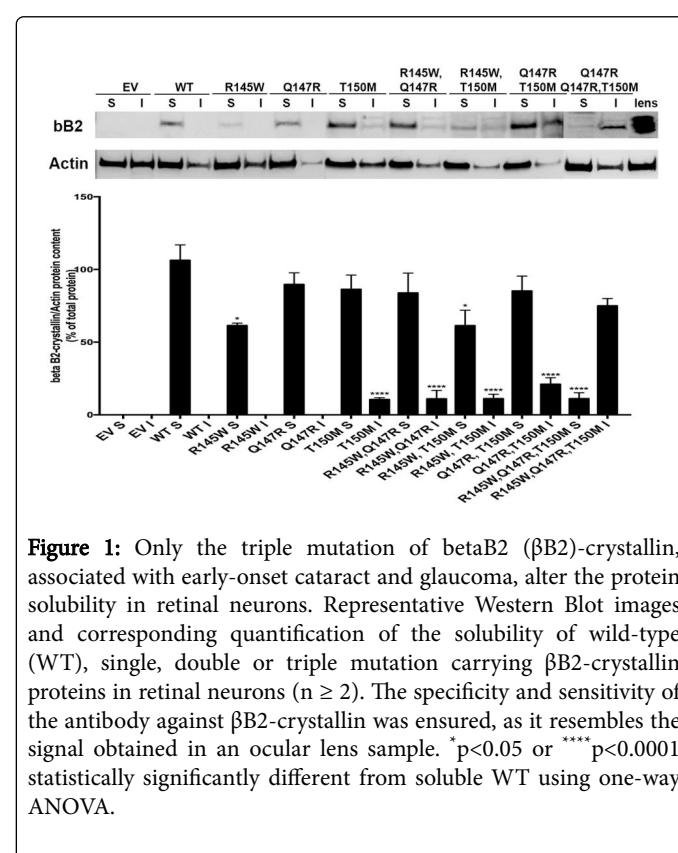 EV WT R145W Q147R T150M R145W, Q147R R145W, T150M Q147R T150M Q147R Q147R,T150M
S I S I S I S I S I S I S I S I S I lens
bB2
Actin
beta B2-crystallin/Actin protein content
(% of total protein)
150
100
50
0
* **** **** * **** **** ****
EV S
EV I
WT S
WT I
R145W S
R145W I
Q147R S
Q147R I
T150M S
T150M I
R145W,Q147R S
R145W,Q147R I
R145W, T150M S
R145W, T150M I
Q147R, T150M S
Q147R,T150M I
R145W,Q147R,T150M S
R145W,Q147R,T150M I
Figure 1: Only the triple mutation of betaB2 (βB2)-crystallin,
associated with early-onset cataract and glaucoma, alter the protein
solubility in retinal neurons. Representative Western Blot images
and corresponding quantification of the solubility of wild-type
(WT), single, double or triple mutation carrying βB2-crystallin
proteins in retinal neurons (n ≥ 2). The specificity and sensitivity of
the antibody against βB2-crystallin was ensured, as it resembles the
signal obtained in an ocular lens sample. *p<0.05 or ****p<0.0001
statistically significantly different from soluble WT using one-way
ANOVA.